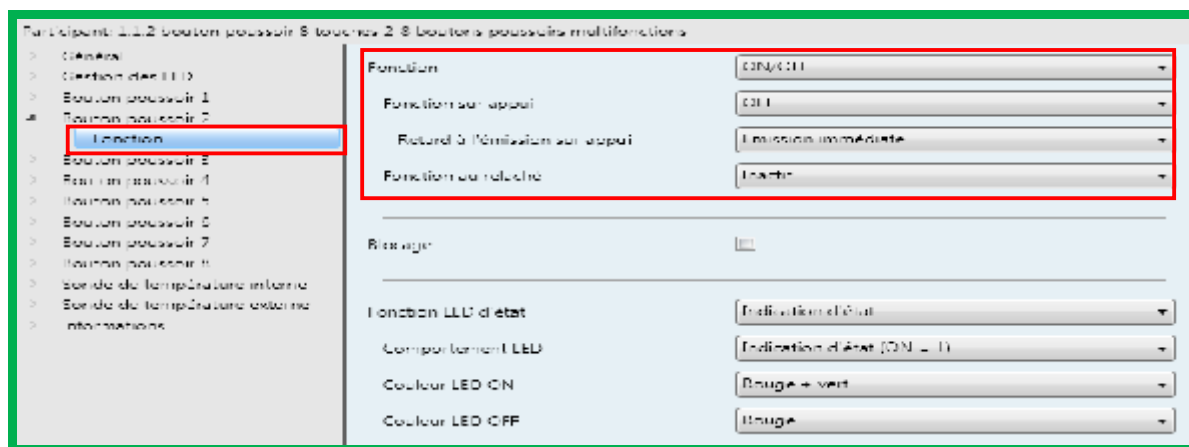 Participant: 1.1.2 bouton poussoir 8 touches 2-8 boutons poussoirs multifonctions
Général
Gestion des LED
Bouton poussoir 1
Bouton poussoir 2
Fonction
Bouton poussoir 3
Bouton poussoir 4
Bouton poussoir 5
Bouton poussoir 6
Bouton poussoir 7
Bouton poussoir 8
Sonde de température interne
Sonde de température externe
Informations
Fonction ON/OFF
Fonction sur appui OFF
Retard à l'émission sur appui Emission immédiate
Fonction au relaché Inactif
Blocage
Fonction LED d'état Indication d'état
Comportement LED Indication d'état (ON = 1)
Couleur LED ON Rouge + vert
Couleur LED OFF Rouge